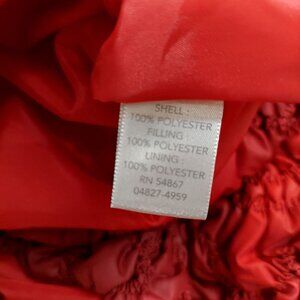 SHELL :
100% POLYESTER
FILLING :
100% POLYESTER
LINING :
100% POLYESTER
RN 54867
04827-4959